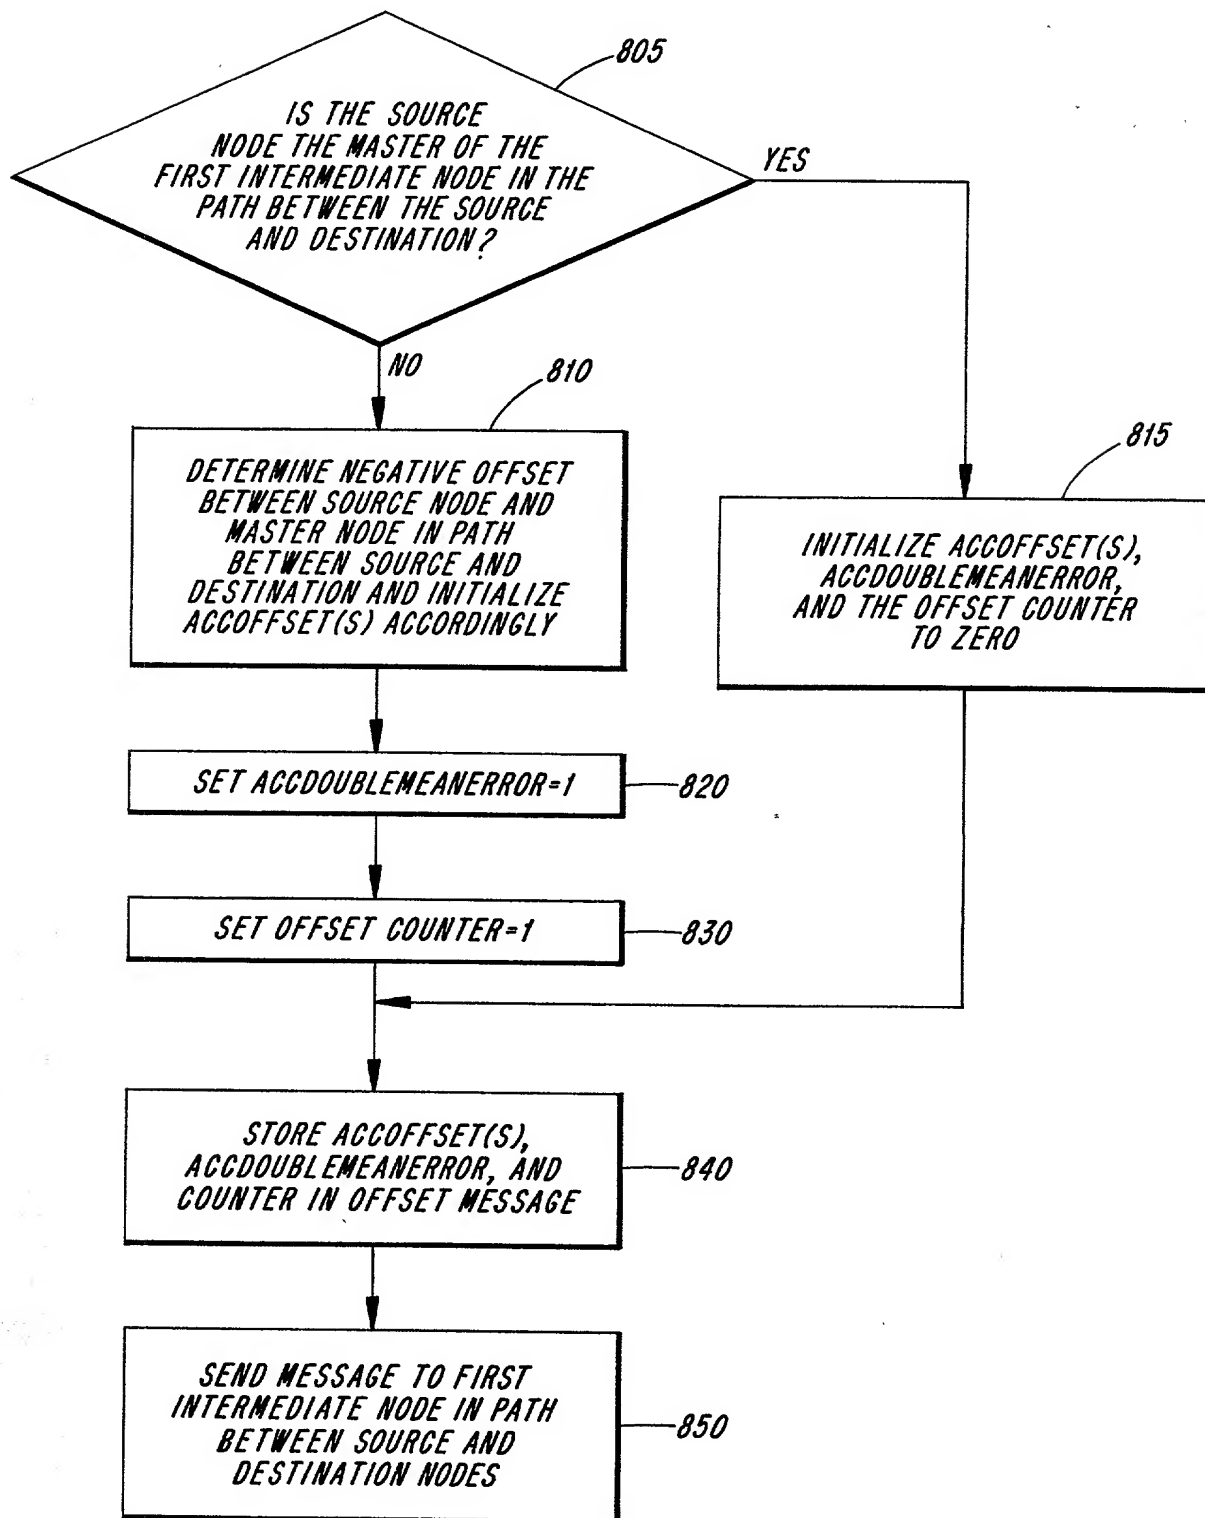 805
IS THE SOURCE
NODE THE MASTER OF THE
FIRST INTERMEDIATE NODE IN THE
PATH BETWEEN THE SOURCE
AND DESTINATION?
YES
NO
810
DETERMINE NEGATIVE OFFSET
BETWEEN SOURCE NODE AND
MASTER NODE IN PATH
BETWEEN SOURCE AND
DESTINATION AND INITIALIZE
ACCOFFSET(S) ACCORDINGLY
815
INITIALIZE ACCOFFSET(S),
ACCDOUBLEMEANERROR,
AND THE OFFSET COUNTER
TO ZERO
SET ACCDOUBLEMEANERROR=1
820
SET OFFSET COUNTER=1
830
STORE ACCOFFSET(S),
ACCDOUBLEMEANERROR, AND
COUNTER IN OFFSET MESSAGE
840
SEND MESSAGE TO FIRST
INTERMEDIATE NODE IN PATH
BETWEEN SOURCE AND
DESTINATION NODES
850